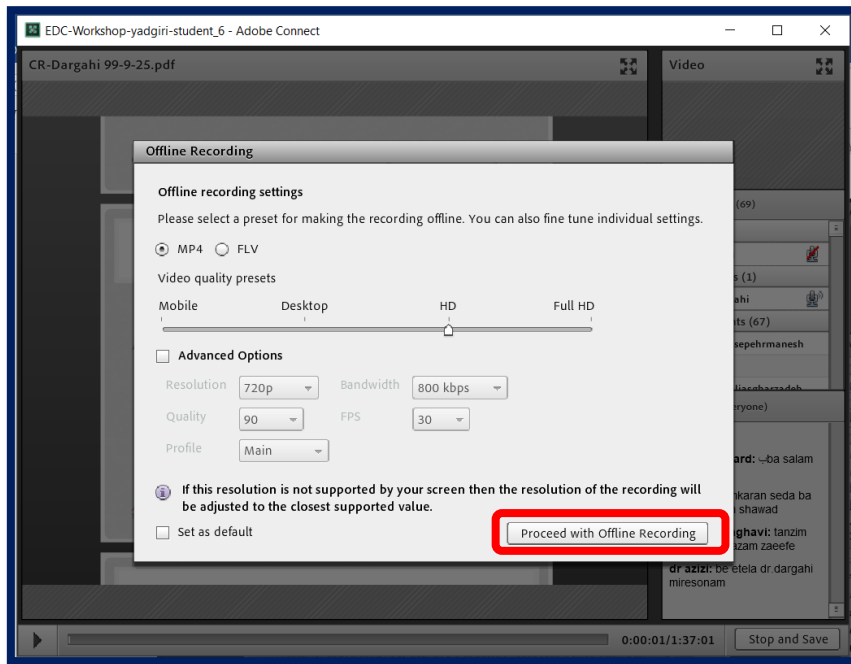 EDC-Workshop-yadgiri-student_6 - Adobe Connect
CR-Dargahi 99-9-25.pdf
Video
Offline Recording
Offline recording settings
Please select a preset for making the recording offline. You can also fine tune individual settings.
MP4 FLV
Video quality presets
Mobile Desktop HD Full HD
Advanced Options
Resolution 720p Bandwidth 800 kbps
Quality 90 FPS 30
Profile Main
If this resolution is not supported by your screen then the resolution of the recording will
be adjusted to the closest supported value.
Set as default
Proceed with Offline Recording
(69)
(1)
(67)
sepehrmanesh
ba salam
seda ba
shawad
tanzim
zaeefe
dr azizi: be etela dr.dargahi
miresonam
0:00:01/1:37:01
Stop and Save